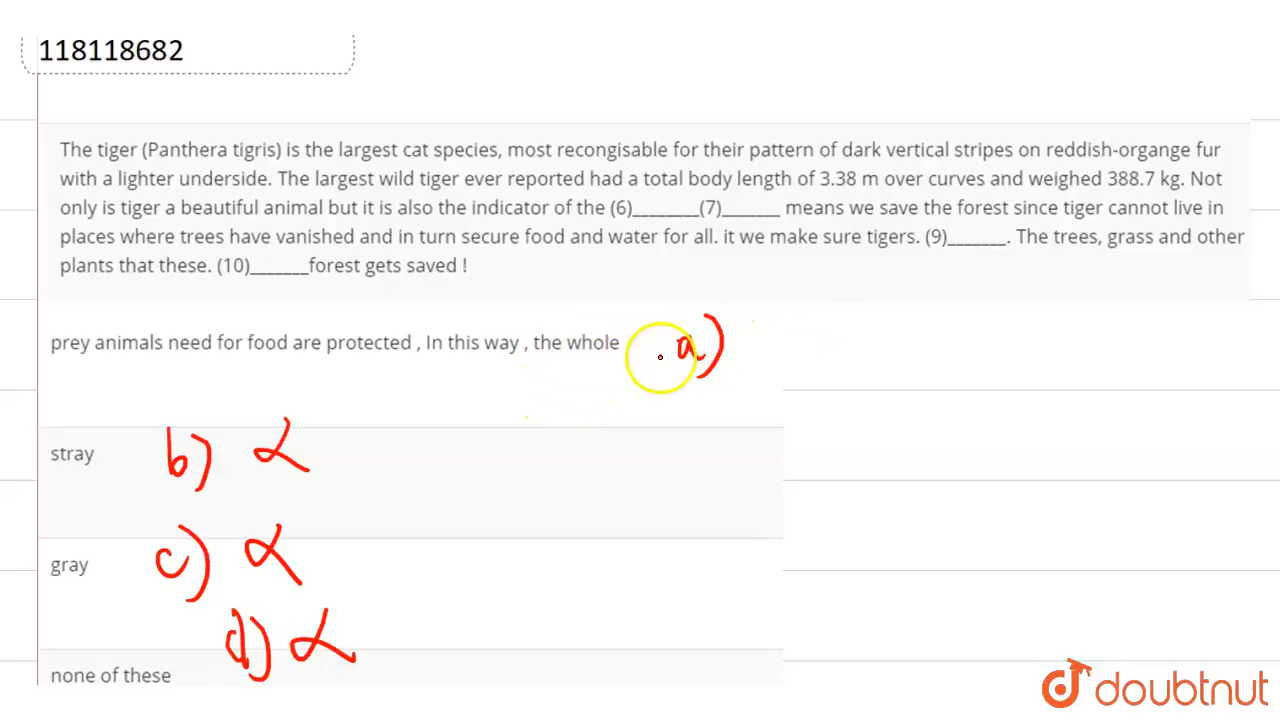 118118682
The tiger (Panthera tigris) is the largest cat species, most recongisable for their pattern of dark vertical stripes on reddish-organge fur
with a lighter underside. The largest wild tiger ever reported had a total body length of 3.38 m over curves and weighed 388.7 kg. Not
only is tiger a beautiful animal but it is also the indicator of the (6)________(7)_______ means we save the forest since tiger cannot live in
places where trees have vanished and in turn secure food and water for all. it we make sure tigers. (9)_______. The trees, grass and other
plants that these. (10)_______forest gets saved !
prey animals need for food are protected , In this way , the whole a)
stray b) α
gray c) α
d) α
none of these
doubtnut